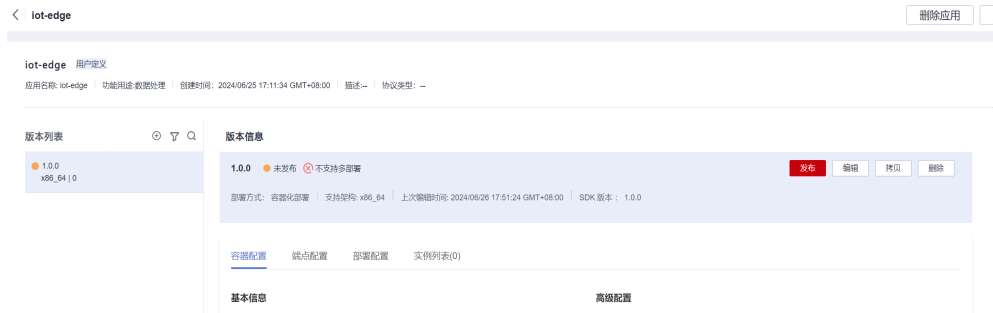 iot-edge 删除应用
iot-edge 用户定义
应用名称: iot-edge 功能用途:数据处理 创建时间: 2024/06/25 17:11:34 GMT+08:00 描述:-- 协议类型: --
版本列表
1.0.0
x86_64 | 0
版本信息
1.0.0 未发布 不支持多部署 发布 编辑 拷贝 删除
部署方式: 容器化部署 支持架构: x86_64 上次编辑时间: 2024/06/26 17:51:24 GMT+08:00 SDK 版本 : 1.0.0
容器配置 端点配置 部署配置 实例列表(0)
基本信息 高级配置